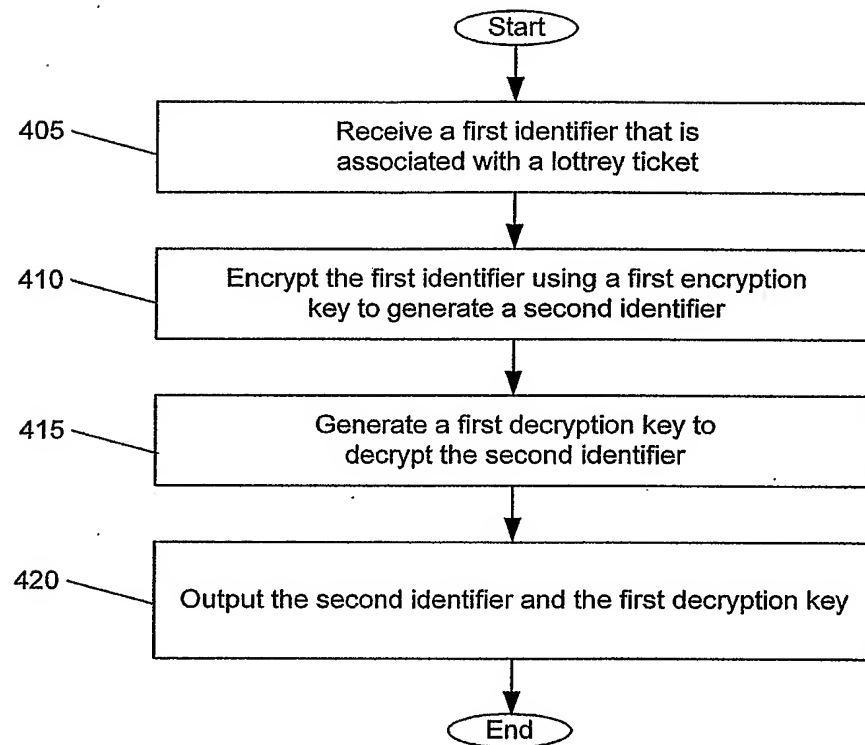 Start
405
Receive a first identifier that is
associated with a lottrey ticket
410
Encrypt the first identifier using a first encryption
key to generate a second identifier
415
Generate a first decryption key to
decrypt the second identifier
420
Output the second identifier and the first decryption key
End